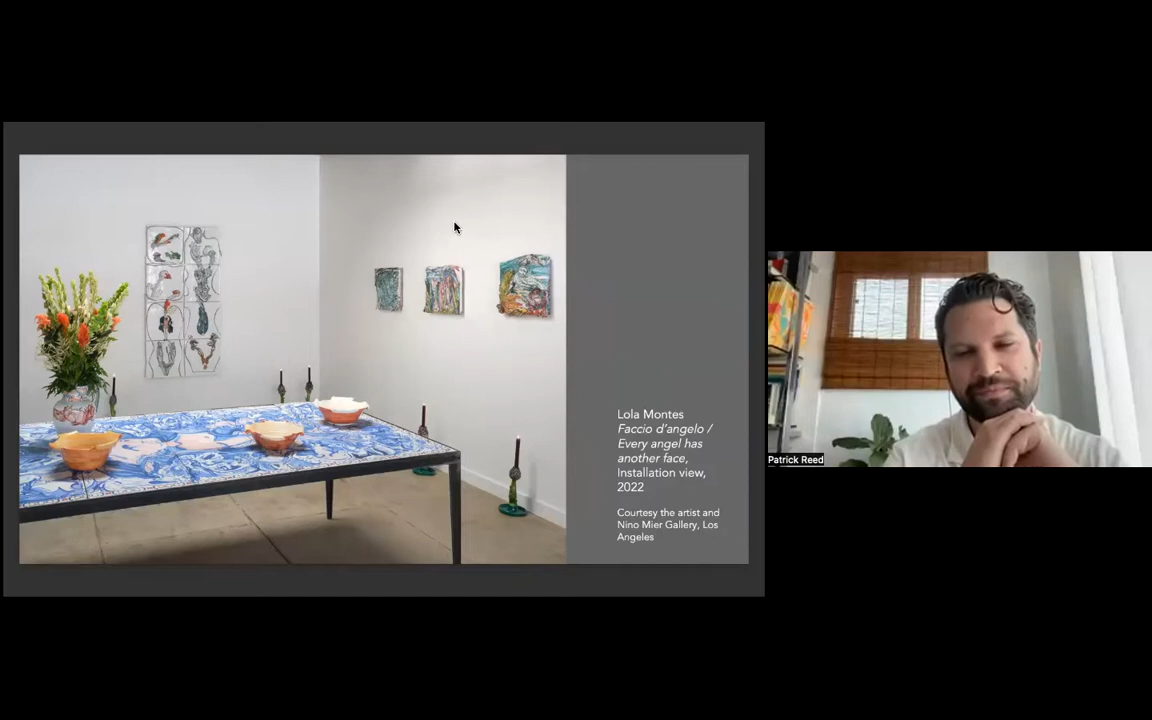 Lola Montes
Faccio d'angelo /
Every angel has
another face,
Installation view,
2022
Courtesy the artist and
Nino Mier Gallery, Los
Angeles
Patrick Reed